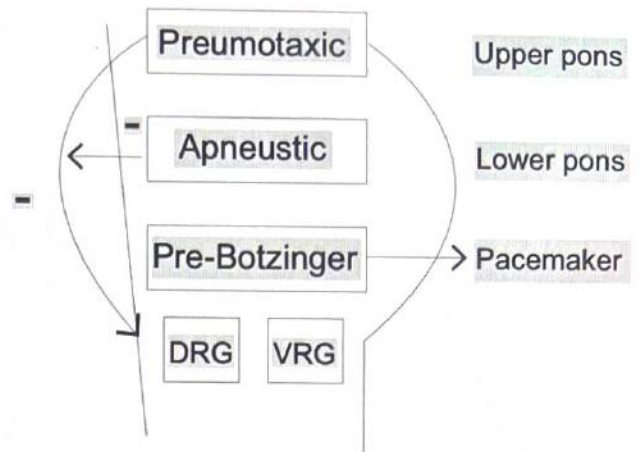 Preumotaxic
Upper pons
-
Apneustic
Lower pons
-
Pre-Botzinger
Pacemaker
DRG
VRG